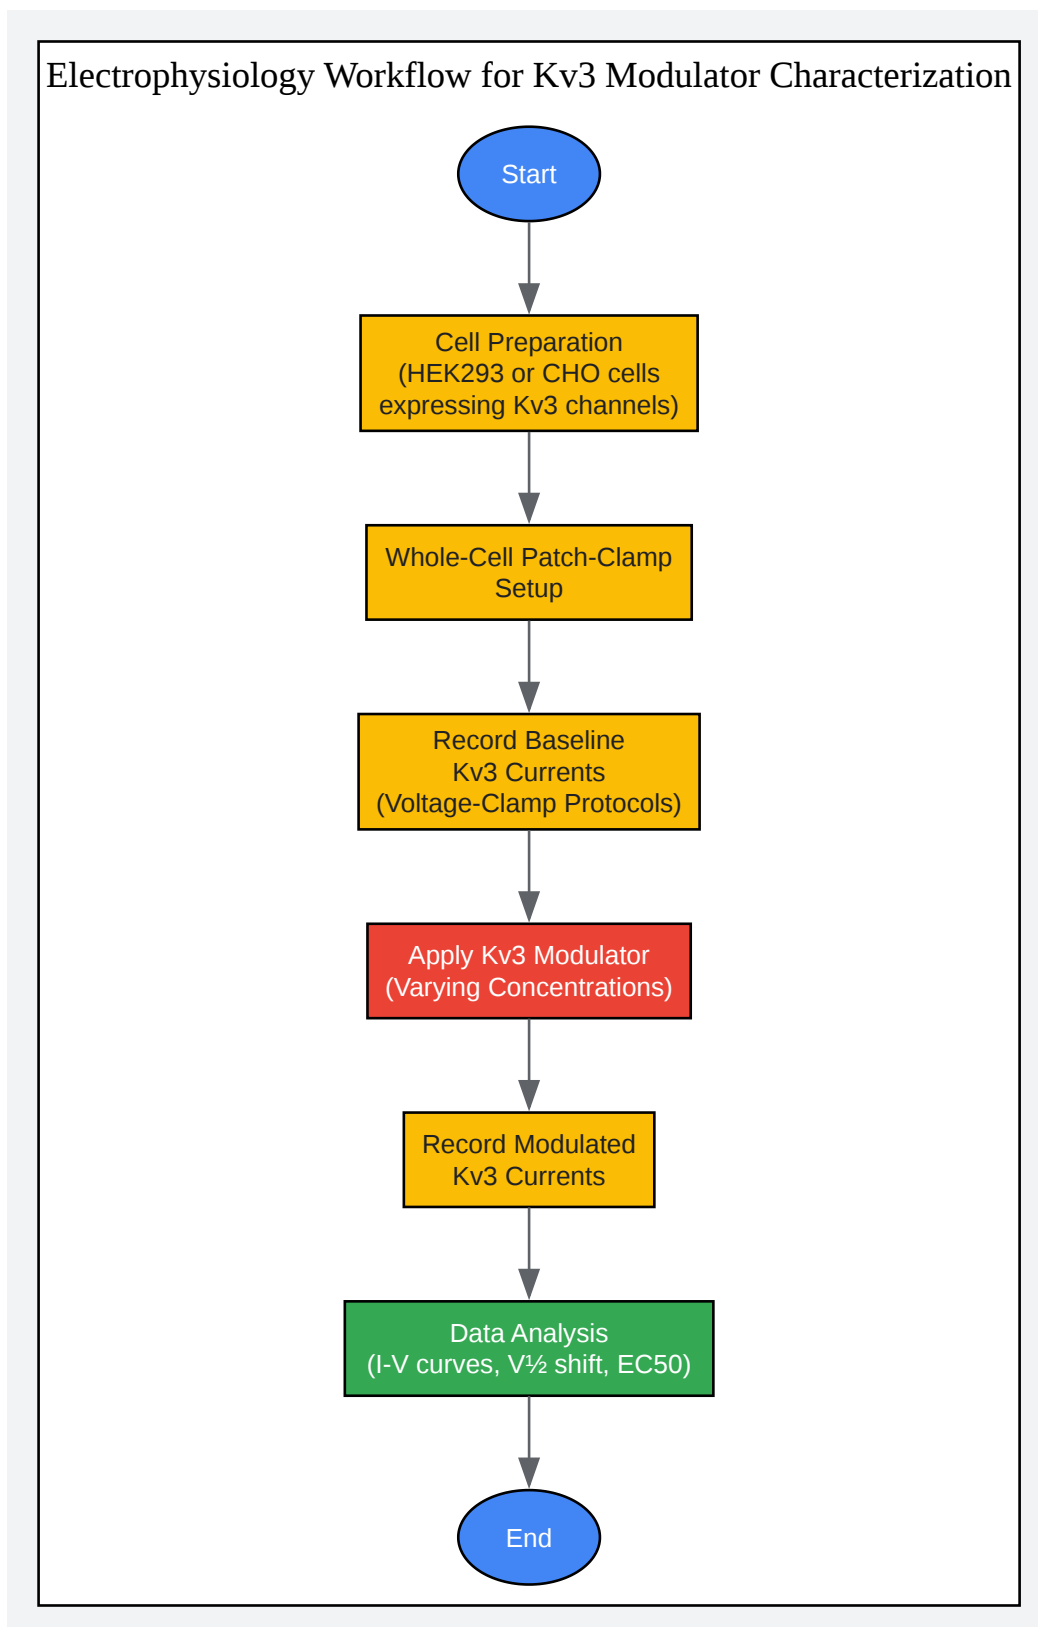 Electrophysiology Workflow for Kv3 Modulator Characterization
Start
Cell Preparation
(HEK293 or CHO cells
expressing Kv3 channels)
Whole-Cell Patch-Clamp
Setup
Record Baseline
Kv3 Currents
(Voltage-Clamp Protocols)
Apply Kv3 Modulator
(Varying Concentrations)
Record Modulated
Kv3 Currents
Data Analysis
(I-V curves, V½ shift, EC50)
End